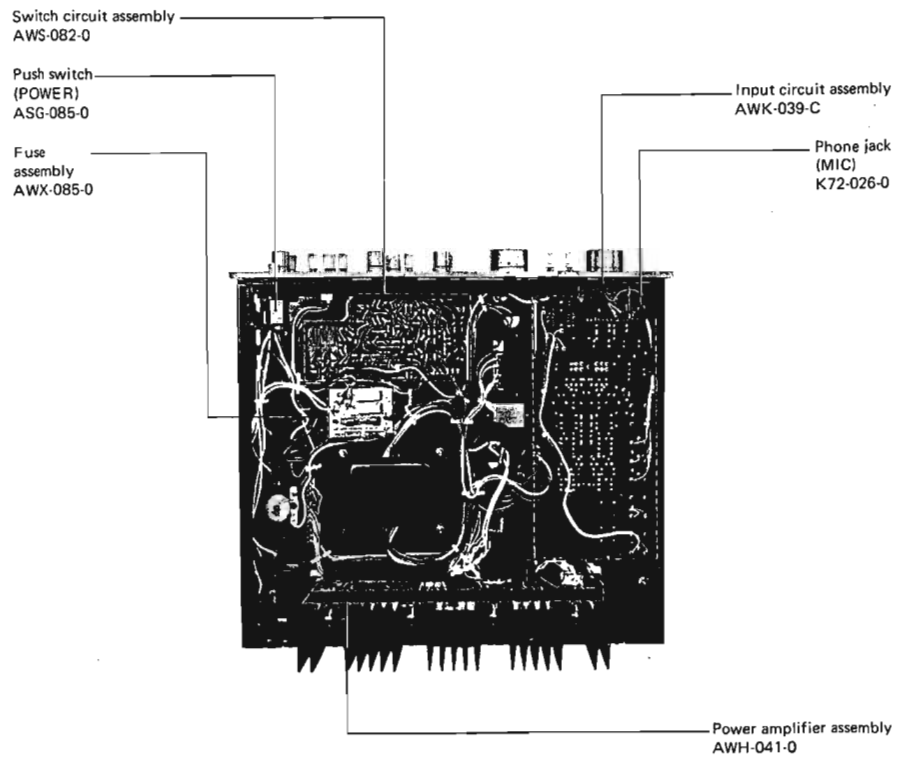 Switch circuit assembly
AWS-082-0
Push switch
(POWER)
ASG-085-0
Fuse
assembly
AWX-085-0
Input circuit assembly
AWK-039-C
Phone jack
(MIC)
K72-026-0
Power amplifier assembly
AWH-041-0